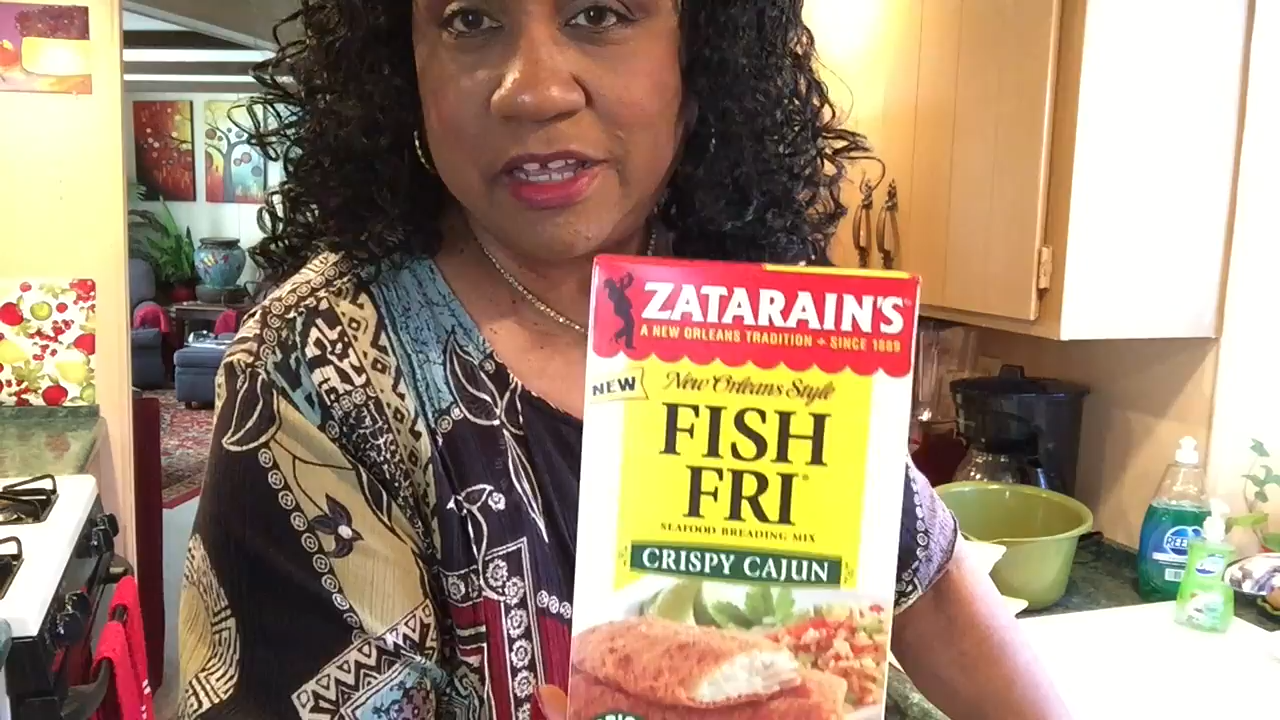 ZATARAIN'S
A NEW ORLEANS TRADITION • SINCE 1889
NEW
New Orleans Style
FISH
FRI®
SEAFOOD BREADING MIX
CRISPY CAJUN